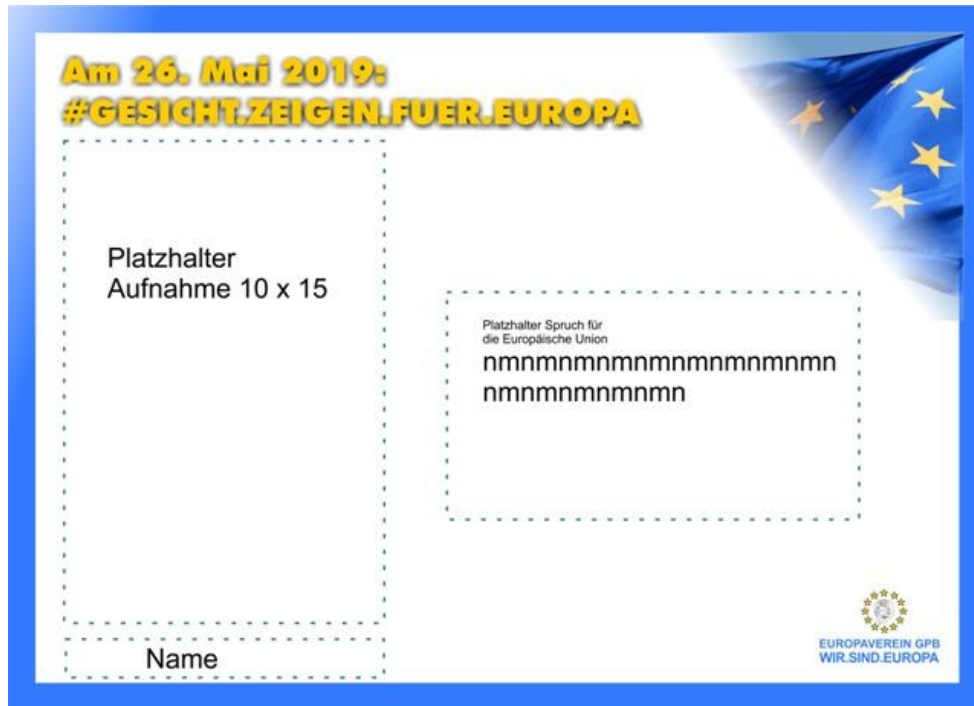 Am 26. Mai 2019:
#GESICHT.ZEIGEN.FUER.EUROPA
Platzhalter
Aufnahme 10 x 15
Platzhalter Spruch für
die Europäische Union
nmnmnmnmnmnmnmnmnmn
nmnmnmnmnmn
Name
EUROPAVEREIN GPB
WIR.SIND.EUROPA